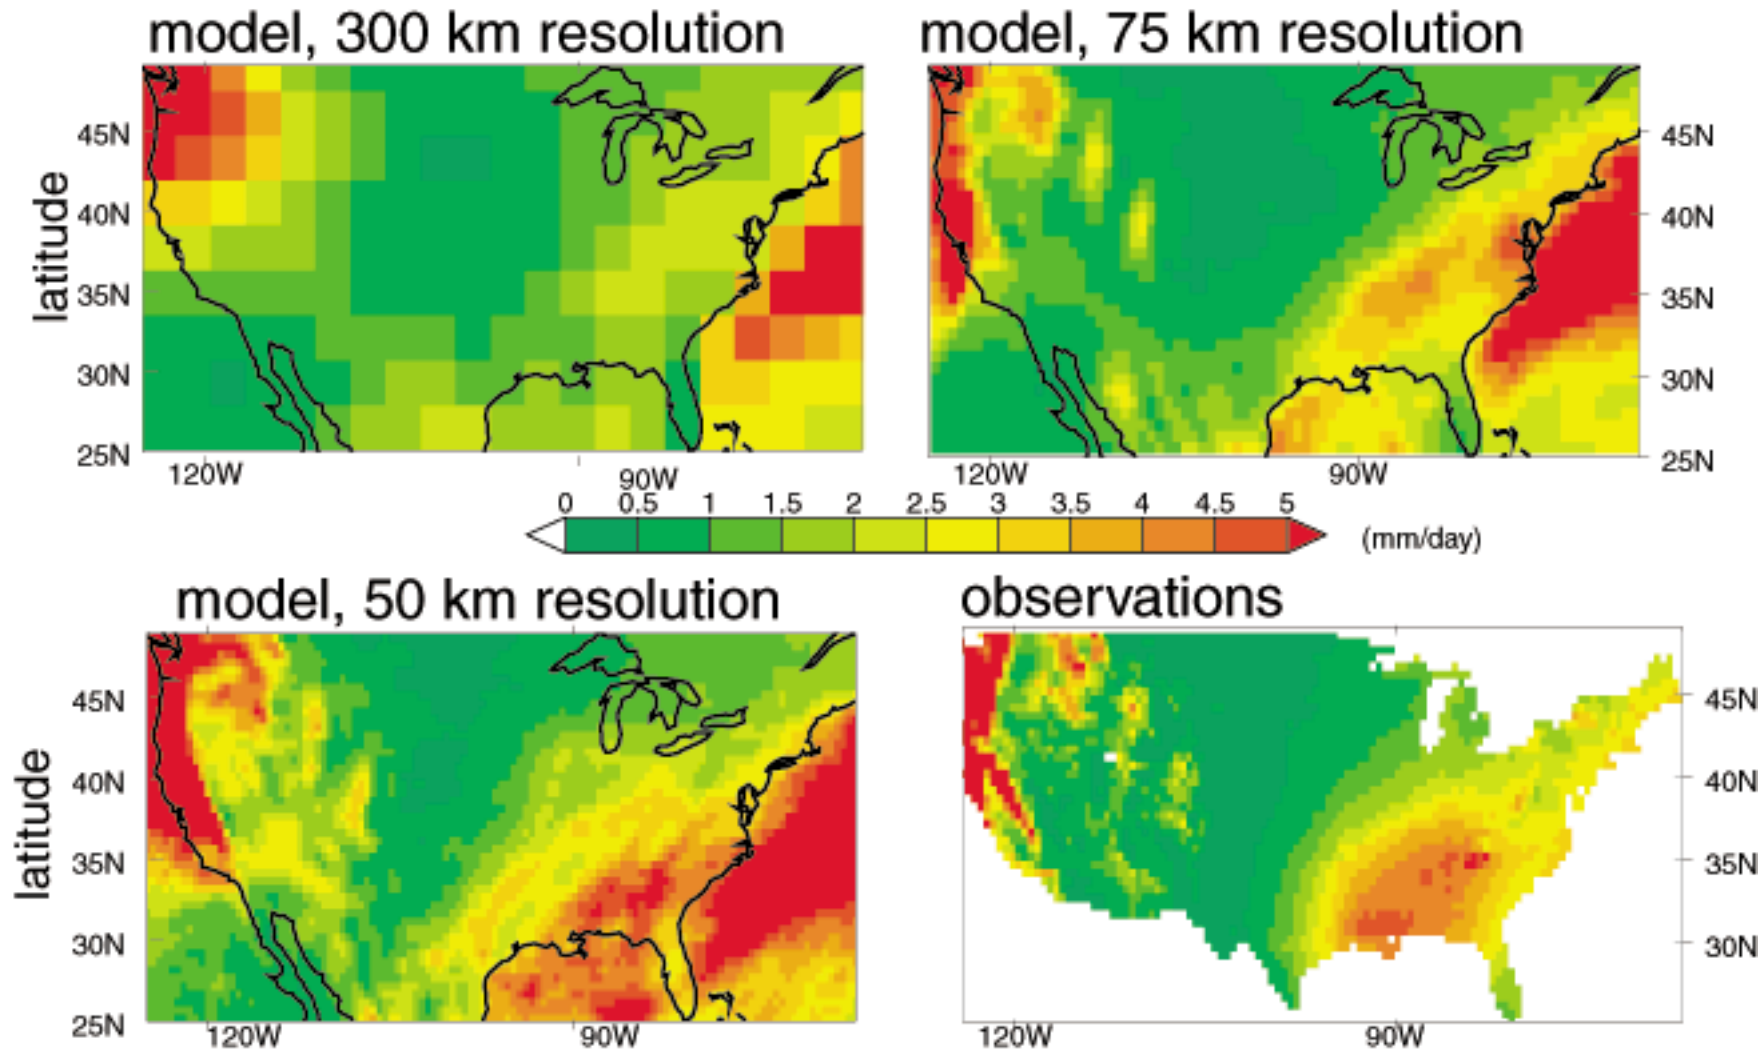 model, 300 km resolution
model, 75 km resolution
latitude
45N
40N
35N
30N
25N
120W
90W
45N
40N
35N
30N
25N
120W
90W
0 0.5 1 1.5 2 2.5 3 3.5 4 4.5 5
(mm/day)
model, 50 km resolution
observations
latitude
45N
40N
35N
30N
25N
120W
90W
45N
40N
35N
30N
120W
90W